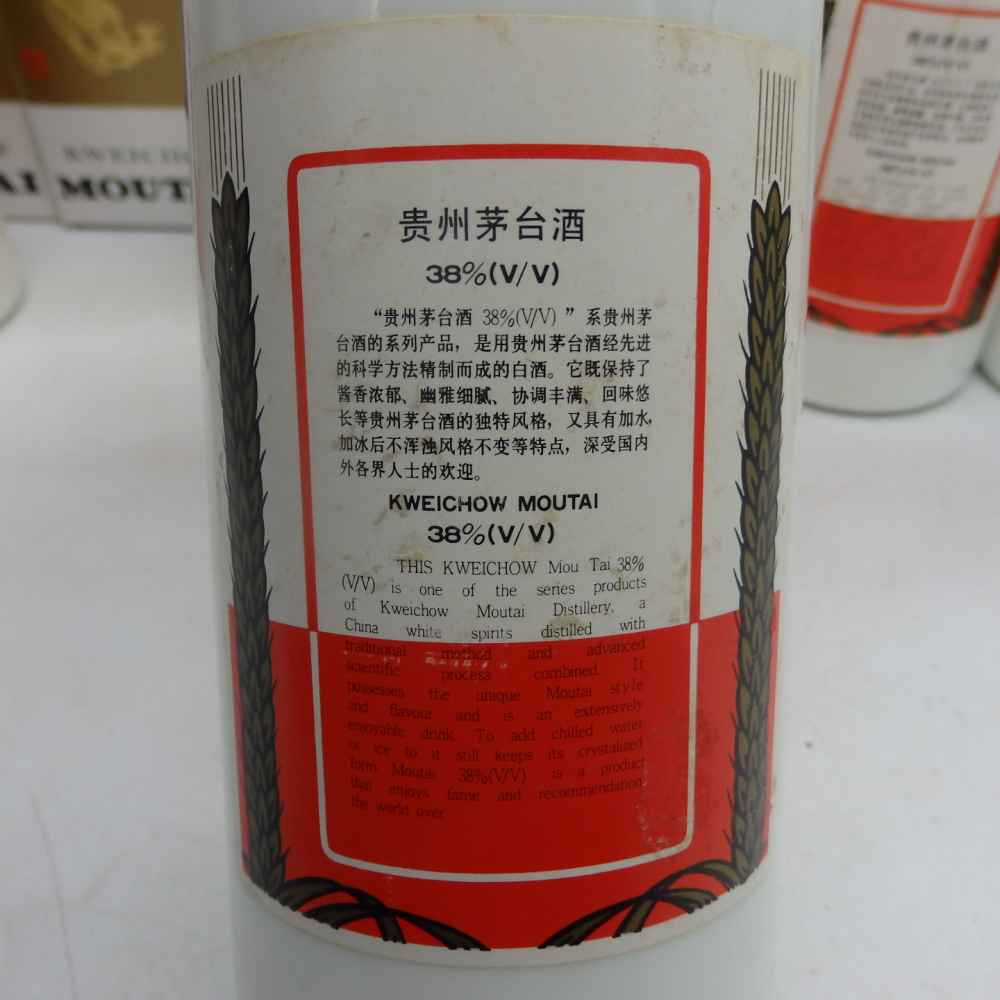 贵州茅台酒
38%(V/V)
“贵州茅台酒 38%(V/V)”系贵州茅
台酒的系列产品，是用贵州茅台酒经先进
的科学方法精制而成的白酒。它既保持了
酱香浓郁、幽雅细腻、协调丰满、回味悠
长等贵州茅台酒的独特风格，又具有加水，
加冰后不浑浊风格不变等特点，深受国内
外各界人士的欢迎。
KWEICHOW MOUTAI
38%(V/V)
THIS KWEICHOW Mou Tai 38%
(V/V) is one of the series products
of Kweichow Moutai Distillery, a
China white spirits distilled with
traditional mothod and advanced
scientific process combined. It
possesses the unique Moutai style
and flavour and is an extensively
enjoyable drink. To add chilled water
or ice to it still keeps its crystalized
form Moutai 38%(V/V) is a product
that enjoys fame and recommendation
the world over
KWEICH
MOUT
AI
贵州茅台酒